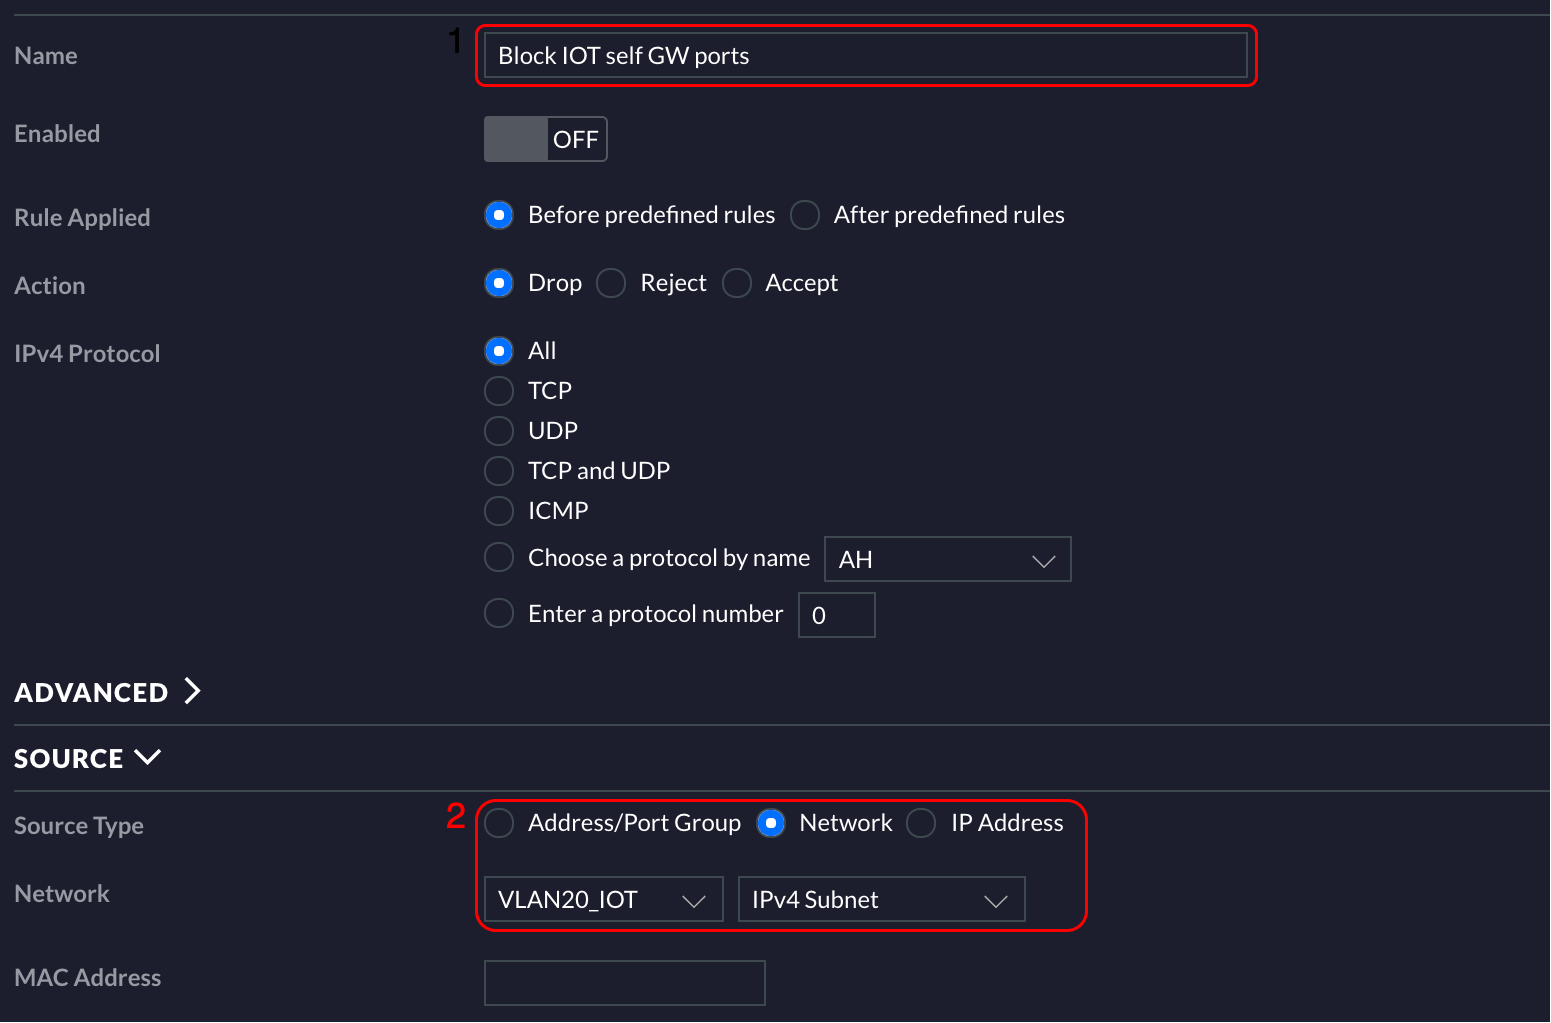 1
Name Block IOT self GW ports
Enabled OFF
Rule Applied Before predefined rules After predefined rules
Action Drop Reject Accept
IPv4 Protocol All
TCP
UDP
TCP and UDP
ICMP
Choose a protocol by name AH
Enter a protocol number 0
ADVANCED
SOURCE
2
Source Type Address/Port Group Network IP Address
Network VLAN20_IOT IPv4 Subnet
MAC Address